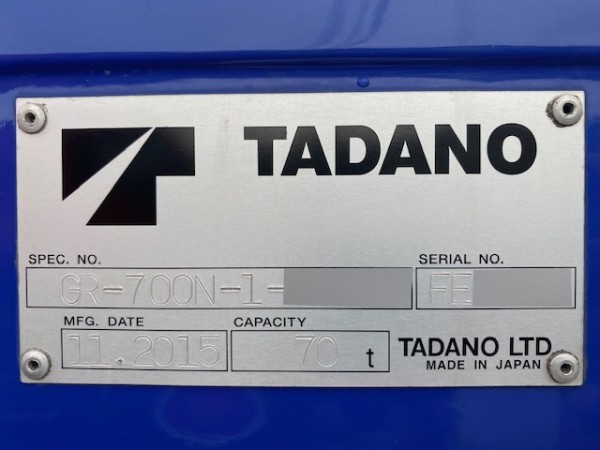 TADANO
SPEC. NO.
SERIAL NO.
GR-700N-1-
FE
MFG. DATE
CAPACITY
11.2015
70 t
TADANO LTD
MADE IN JAPAN